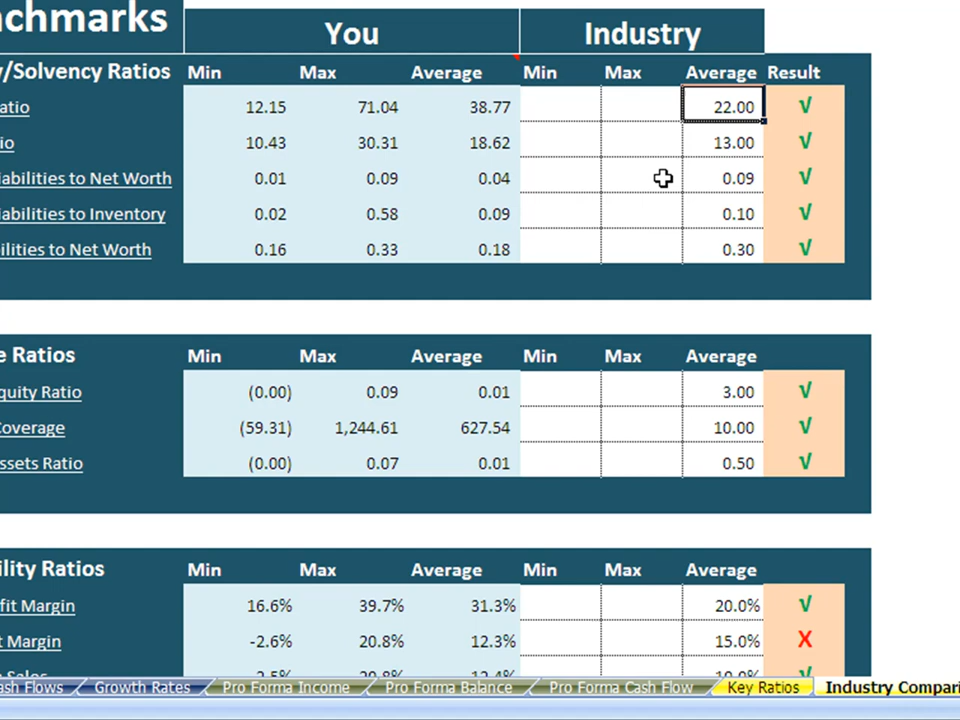 nchmarks
You Industry
y/Solvency Ratios Min Max Average Min Max Average Result
atio 12.15 71.04 38.77 22.00 √
io 10.43 30.31 18.62 13.00 √
iabilities to Net Worth 0.01 0.09 0.04 0.09 √
iabilities to Inventory 0.02 0.58 0.09 0.10 √
bilities to Net Worth 0.16 0.33 0.18 0.30 √
e Ratios Min Max Average Min Max Average
quity Ratio (0.00) 0.09 0.01 3.00 √
Coverage (59.31) 1,244.61 627.54 10.00 √
ssets Ratio (0.00) 0.07 0.01 0.50 √
ility Ratios Min Max Average Min Max Average
fit Margin 16.6% 39.7% 31.3% 20.0% √
t Margin -2.6% 20.8% 12.3% 15.0% X
ash Flows Growth Rates Pro Forma Income Pro Forma Balance Pro Forma Cash Flow Key Ratios Industry Compari